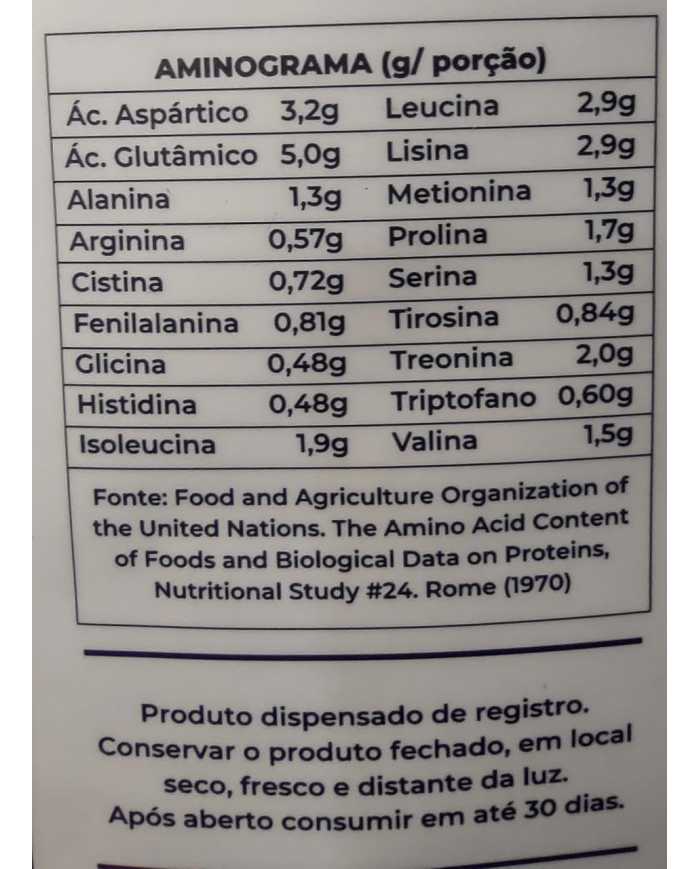 AMINOGRAMA (g/ porção)
Ác. Aspártico 3,2g Leucina 2,9g
Ác. Glutâmico 5,0g Lisina 2,9g
Alanina 1,3g Metionina 1,3g
Arginina 0,57g Prolina 1,7g
Cistina 0,72g Serina 1,3g
Fenilalanina 0,81g Tirosina 0,84g
Glicina 0,48g Treonina 2,0g
Histidina 0,48g Triptofano 0,60g
Isoleucina 1,9g Valina 1,5g
Fonte: Food and Agriculture Organization of
the United Nations. The Amino Acid Content
of Foods and Biological Data on Proteins,
Nutritional Study #24. Rome (1970)
Produto dispensado de registro.
Conservar o produto fechado, em local
seco, fresco e distante da luz.
Após aberto consumir em até 30 dias.